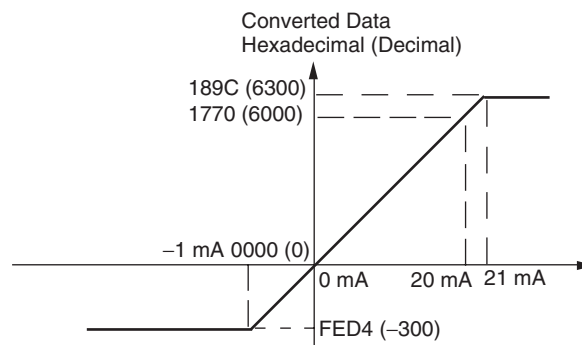 Converted Data
Hexadecimal (Decimal)
189C (6300)
1770 (6000)
−1 mA 0000 (0)
0 mA
20 mA
21 mA
FED4 (−300)